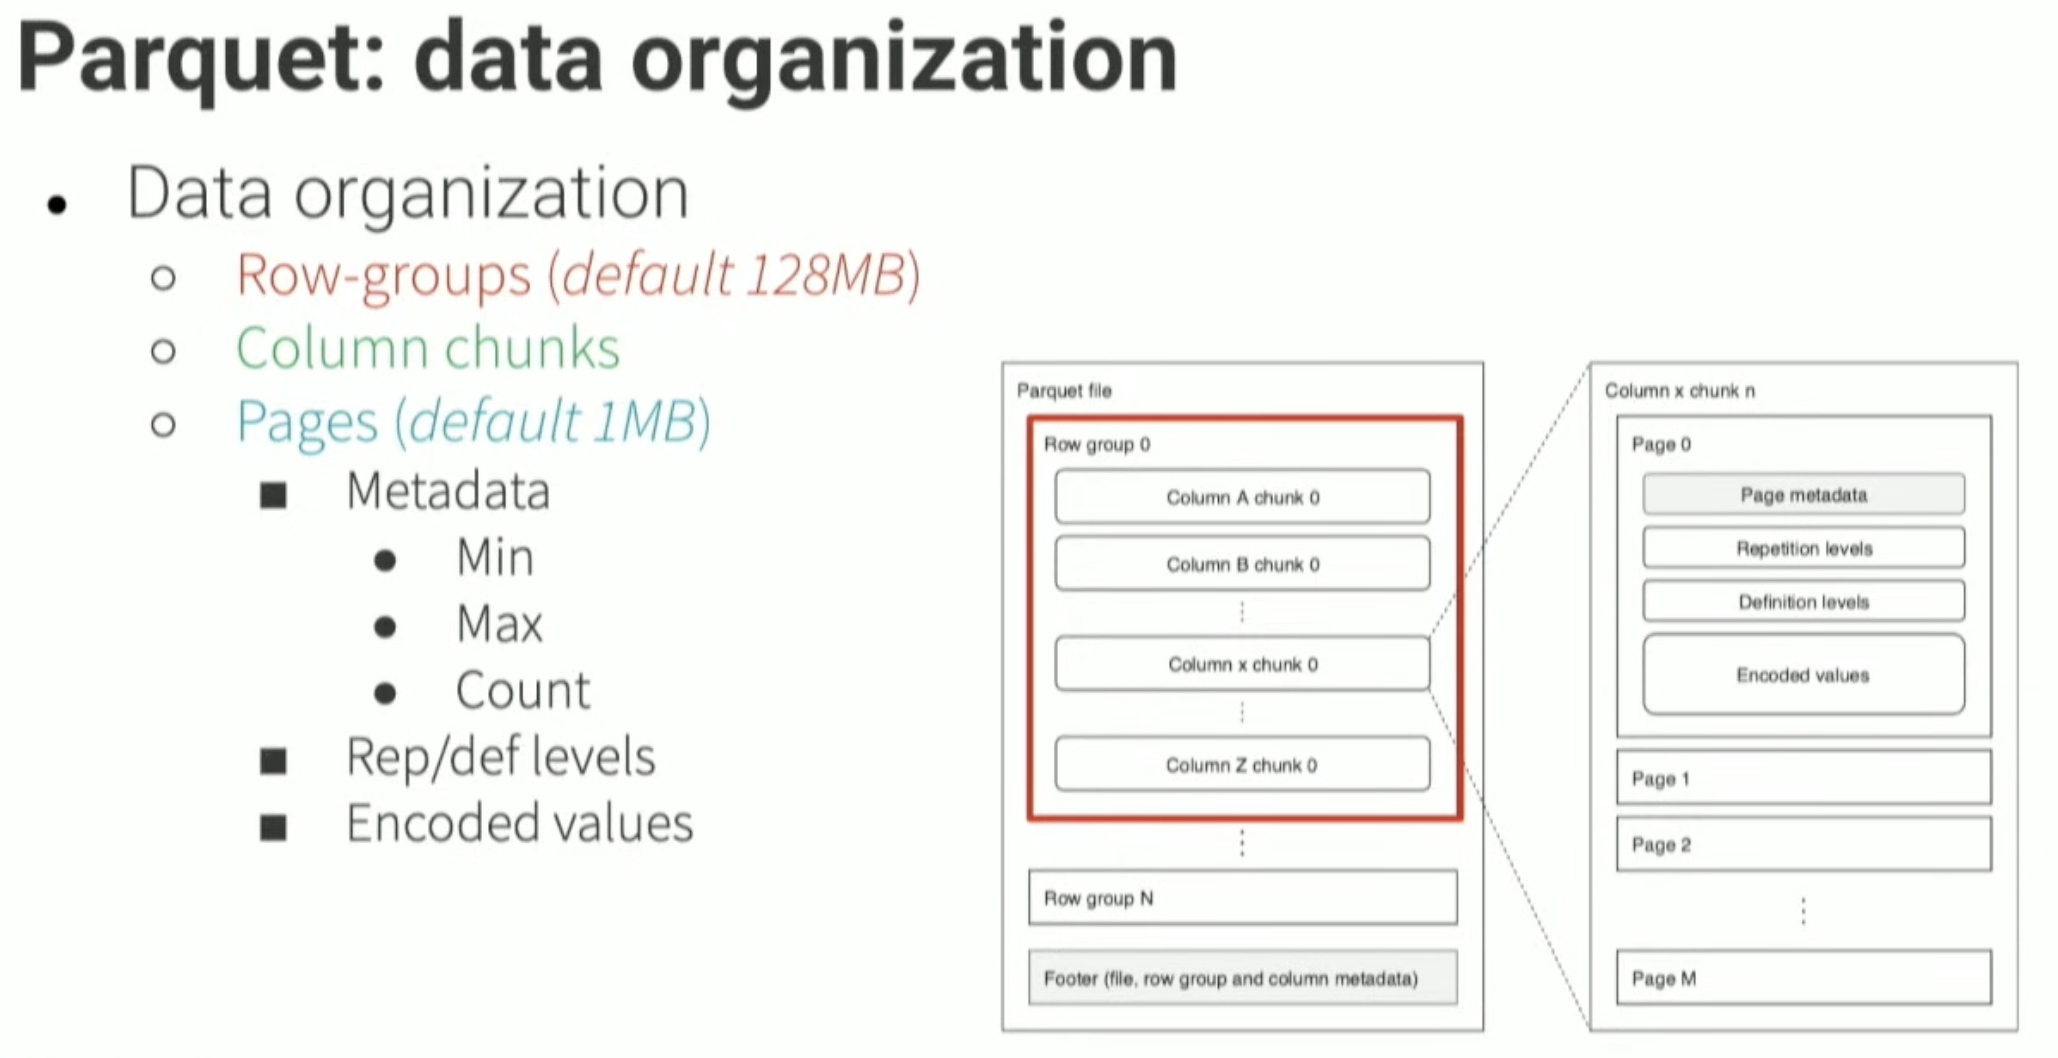 Parquet: data organization
Data organization
Row-groups (default 128MB)
Column chunks
Pages (default 1MB)
Metadata
Min
Max
Count
Rep/def levels
Encoded values
Parquet file
Row group 0
Column A chunk 0
Column B chunk 0
Column x chunk 0
Column Z chunk 0
Row group N
Footer (file, row group and column metadata)
Column x chunk n
Page 0
Page metadata
Repetition levels
Definition levels
Encoded values
Page 1
Page 2
Page M